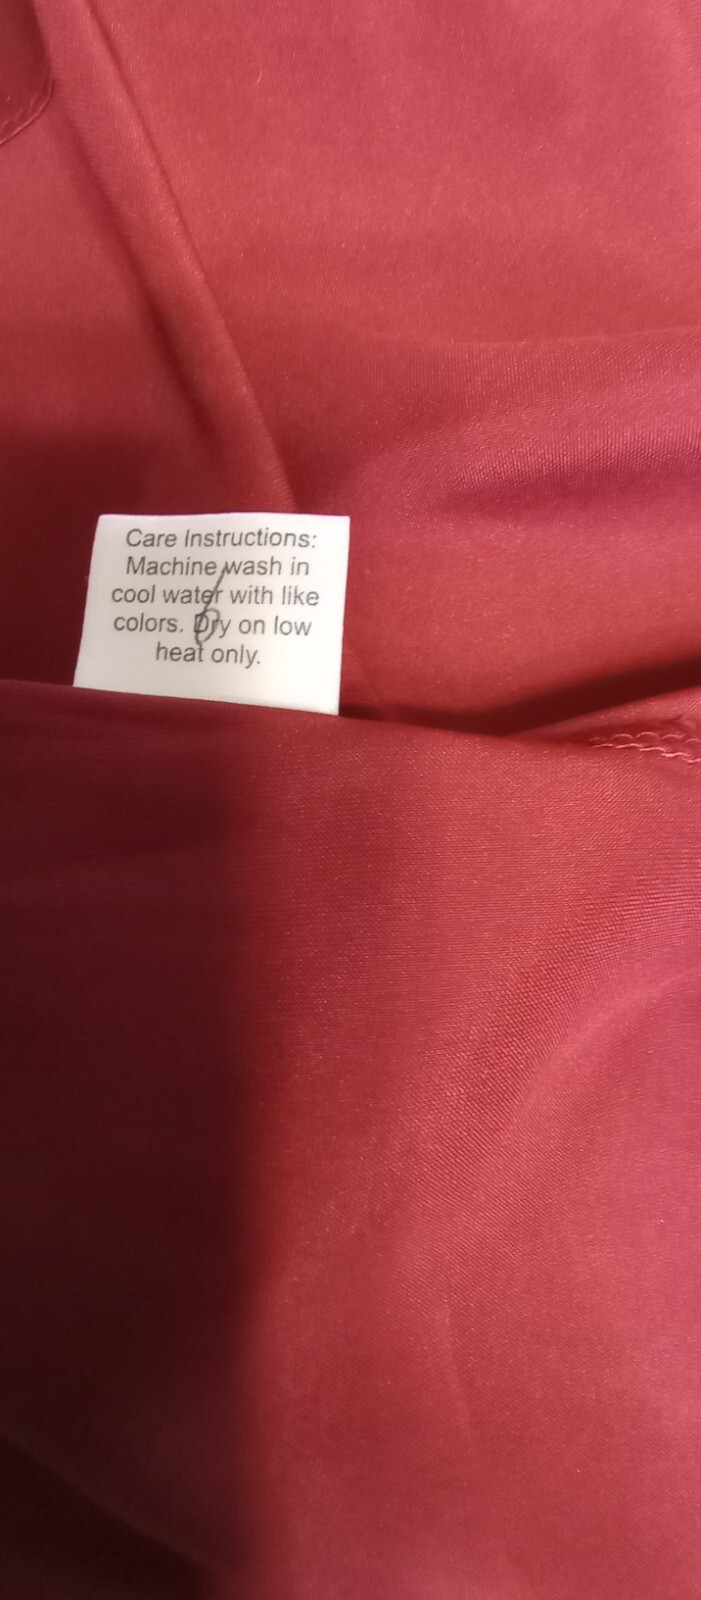 Care Instructions:
Machine wash in
cool water with like
colors. Dry on low
heat only.